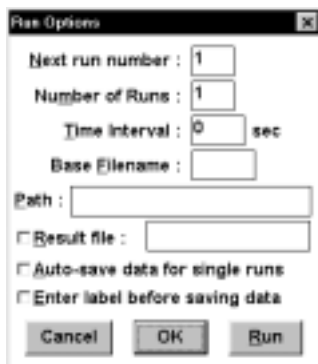 Run Options
Next run number : 1
Number of Runs : 1
Time Interval : 0 sec
Base Filename :
Path :
Result file :
Auto-save data for single runs
Enter label before saving data
Cancel OK Run